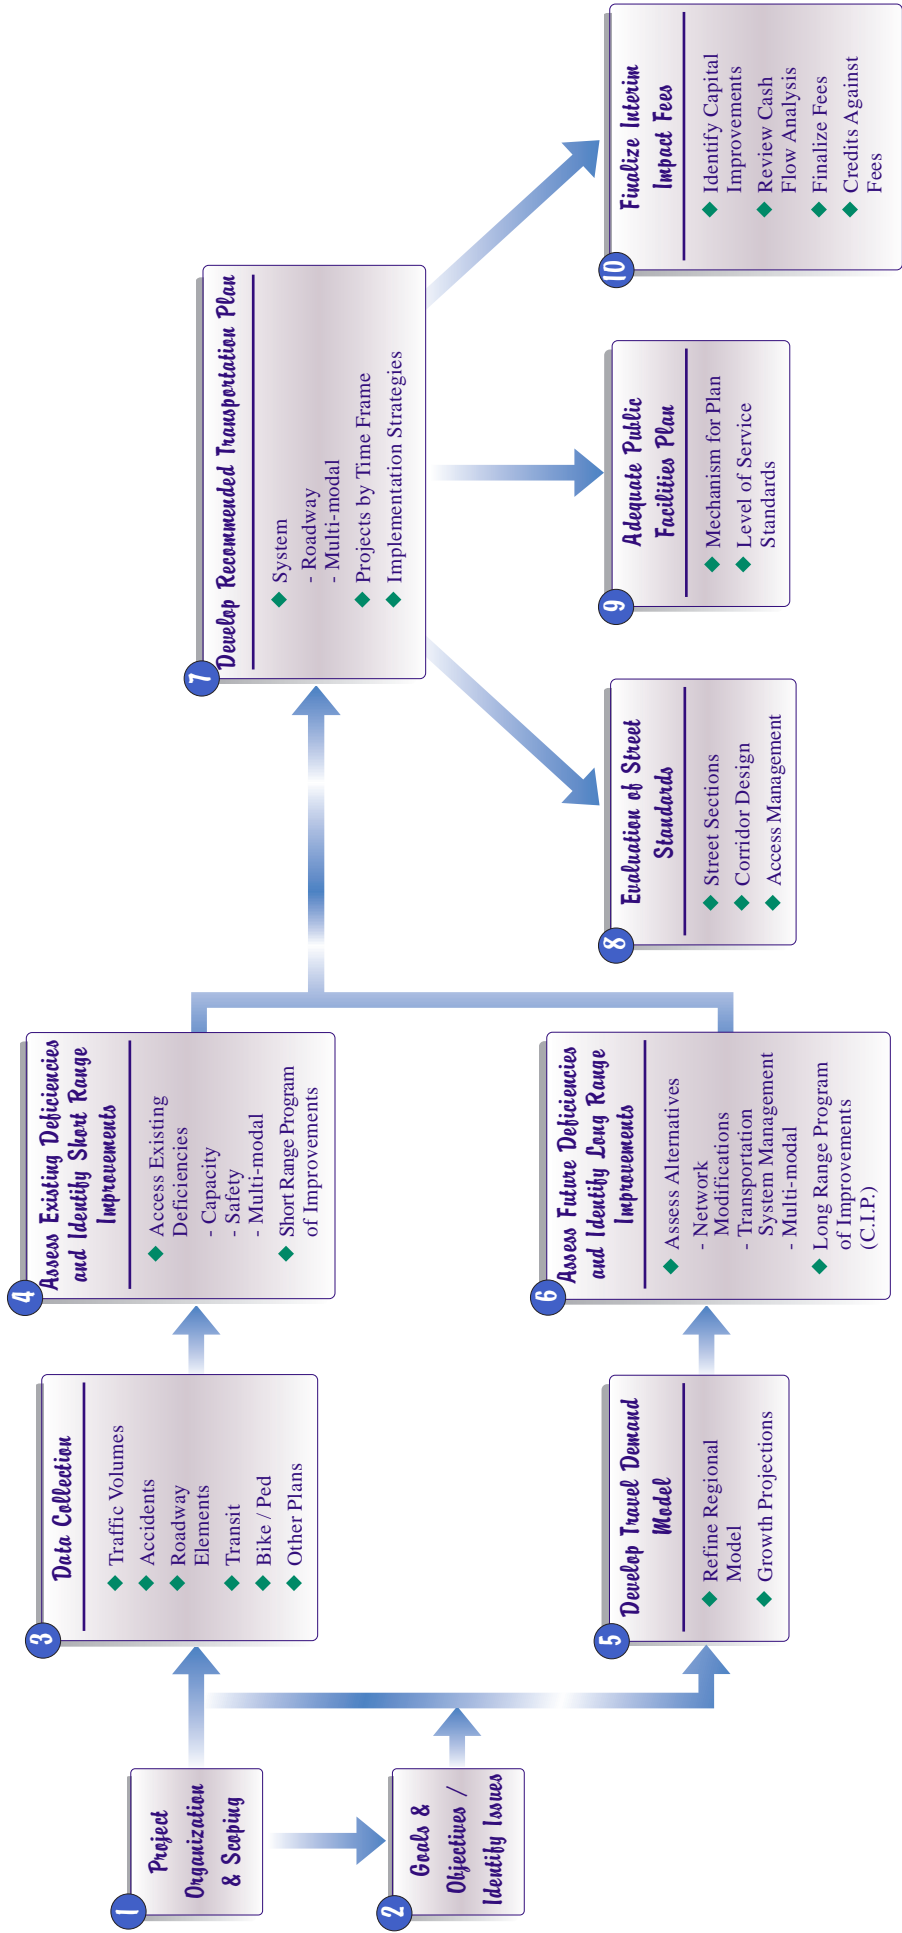 1
Project
Organization
& Scoping
2
Goals &
Objectives /
Identify Issues
3
Data Collection
Traffic Volumes
Accidents
Roadway
Elements
Transit
Bike / Ped
Other Plans
4
Assess Existing Deficiencies
and Identify Short Range
Improvements
Access Existing
Deficiencies
- Capacity
- Safety
- Multi-modal
Short Range Program
of Improvements
5
Develop Travel Demand
Model
Refine Regional
Model
Growth Projections
6
Assess Future Deficiencies
and Identify Long Range
Improvements
Assess Alternatives
- Network
Modifications
- Transportation
System Management
- Multi-modal
Long Range Program
of Improvements
(C.I.P.)
7
Develop Recommended Transportation Plan
System
- Roadway
- Multi-modal
Projects by Time Frame
Implementation Strategies
8
Evaluation of Street
Standards
Street Sections
Corridor Design
Access Management
9
Adequate Public
Facilities Plan
Mechanism for Plan
Level of Service
Standards
10
Finalize Interim
Impact Fees
Identify Capital
Improvements
Review Cash
Flow Analysis
Finalize Fees
Credits Against
Fees